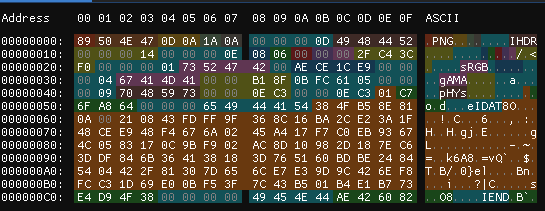 Address 00 01 02 03 04 05 06 07 08 09 0A 0B 0C 0D 0E 0F ASCII
00000000: 89 50 4E 47 0D 0A 1A 0A 00 00 00 0D 49 48 44 52 .PNG........IHDR
00000010: 00 00 00 14 00 00 00 0E 08 06 00 00 00 2F C4 3C ............./.<
00000020: F0 00 00 00 01 73 52 47 42 00 AE CE 1C E9 00 00 .....sRGB.......
00000030: 00 04 67 41 4D 41 00 00 B1 8F 0B FC 61 05 00 00 ..gAMA......a...
00000040: 00 09 70 48 59 73 00 00 0E C3 00 00 0E C3 01 C7 ..pHYs..........
00000050: 6F A8 64 00 00 00 65 49 44 41 54 38 4F B5 8E 81 o.d...eIDAT8O...
00000060: 0A 00 21 08 43 FD FF 9F 36 8C 16 BA 2C E2 3A 1F ..!.C...6...,.:.
00000070: 48 CE E9 48 F4 67 6A 02 45 A4 17 F7 C0 EB 93 67 H..H.gj.E......g
00000080: 4C 05 83 17 0C 9B F9 02 AC 8D 10 98 2D 18 7E C6 L...........-.~.
00000090: 3D DF 84 6B 36 41 38 18 3D 76 51 60 BD BE 24 84 =..k6A8.=vQ`..$.
000000A0: 54 04 42 2F 81 30 7D 65 6C E7 E3 9D 9C 42 6E F8 T.B/.0}el....Bn.
000000B0: FC C3 1D 69 E0 0B F5 3F 7C 43 B5 01 B4 E1 B7 73 ...i...?|C.....s
000000C0: E4 D9 4F 38 00 00 00 00 49 45 4E 44 AE 42 60 82 ..O8....IEND.B`.